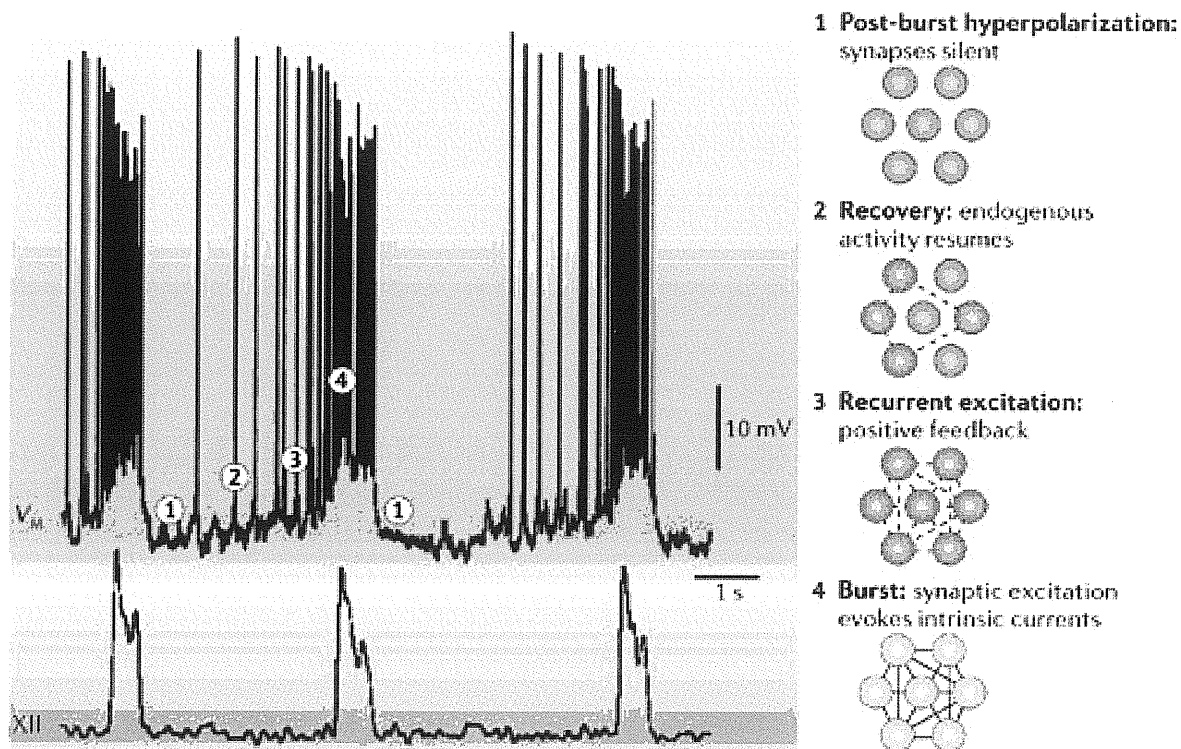 1 Post-burst hyperpolarization:
synapses silent
2 Recovery: endogenous
activity resumes
3 Recurrent excitation:
positive feedback
4 Burst: synaptic excitation
evokes intrinsic currents
4
10 mV
3
2
1
1
VM
1 s
XII